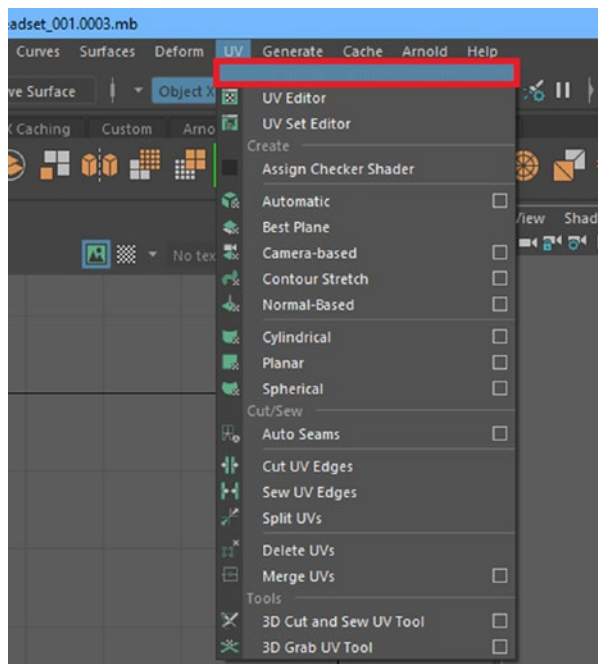 adset_001.0003.mb
Curves Surfaces Deform UV Generate Cache Arnold Help
ve Surface Object X
Caching Custom Arno
UV Editor
UV Set Editor
Create
Assign Checker Shader
Automatic
View Shad
Best Plane
No tex
Camera-based
Contour Stretch
Normal-Based
Cylindrical
Planar
Spherical
Cut/Sew
Auto Seams
Cut UV Edges
Sew UV Edges
Split UVs
Delete UVs
Merge UVs
Tools
3D Cut and Sew UV Tool
3D Grab UV Tool